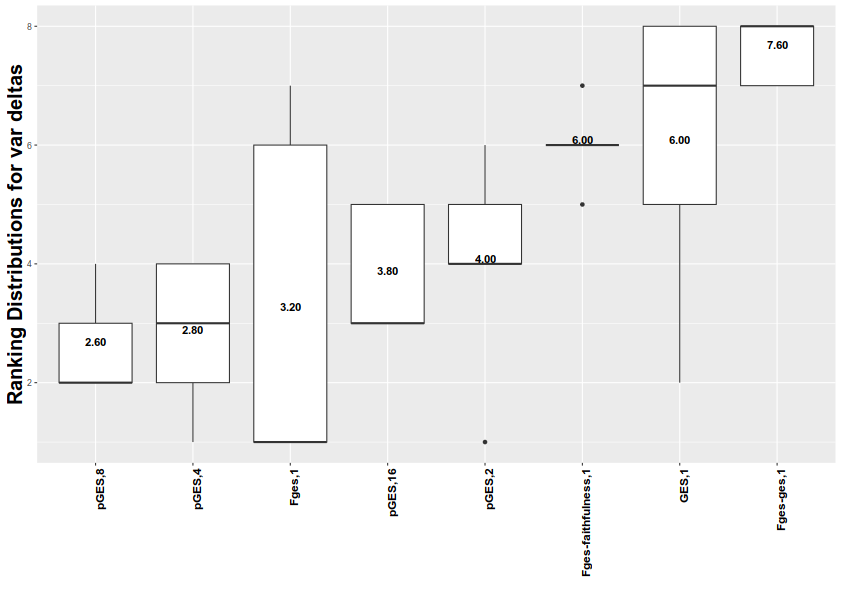 Ranking Distributions for var deltas
8
6
4
2
2.60
2.80
3.20
3.80
4.00
6.00
6.00
7.60
pGES,8
pGES,4
Fges,1
pGES,16
pGES,2
Fges-faithfulness,1
GES,1
Fges-ges,1